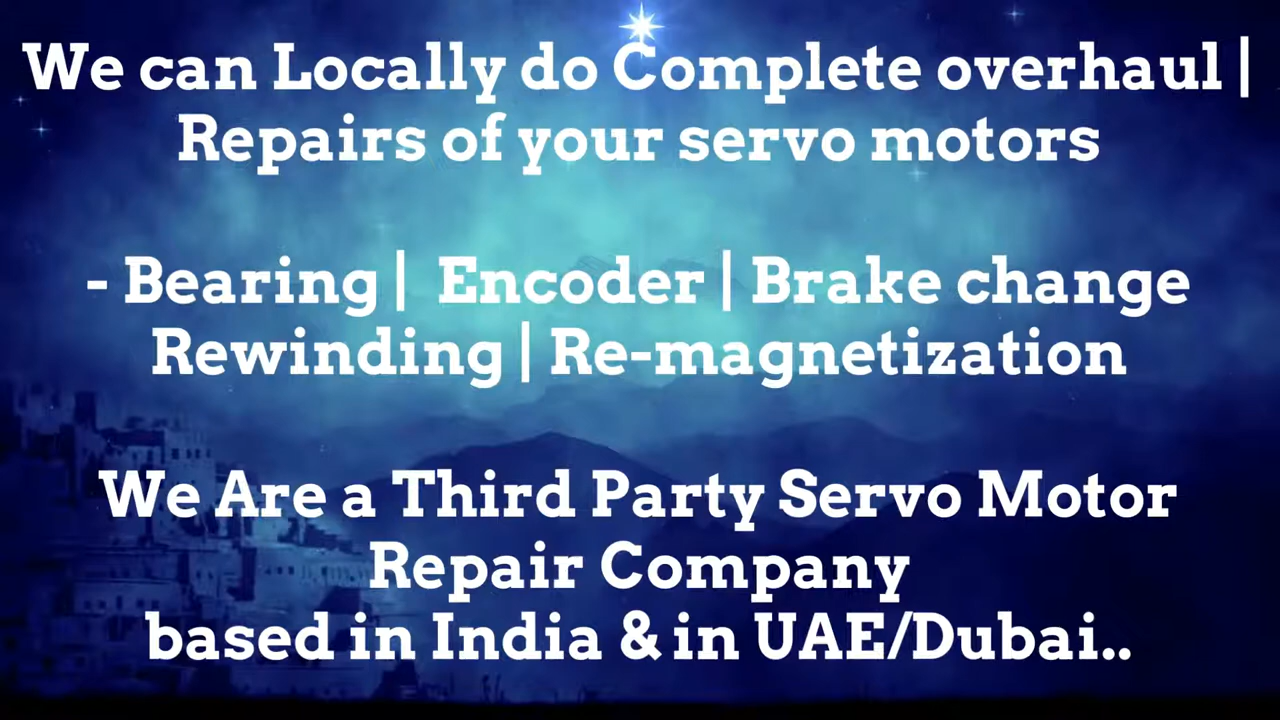 We can Locally do Complete overhaul |
Repairs of your servo motors
- Bearing | Encoder | Brake change
Rewinding | Re-magnetization
We Are a Third Party Servo Motor
Repair Company
based in India & in UAE/Dubai..